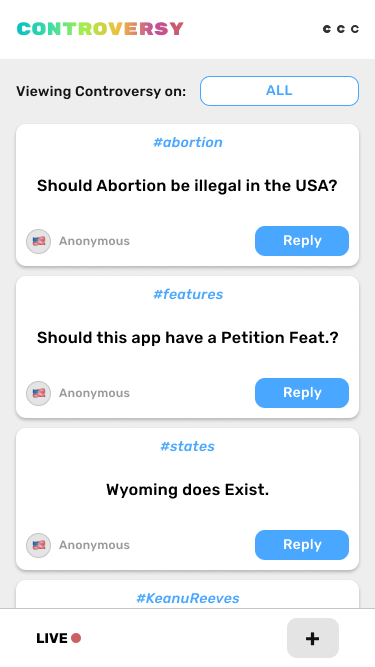 CONTROVERSY
c c c
Viewing Controversy on:
ALL
#abortion
Should Abortion be illegal in the USA?
Anonymous
Reply
#features
Should this app have a Petition Feat.?
Anonymous
Reply
#states
Wyoming does Exist.
Anonymous
Reply
#KeanuReeves
LIVE
+